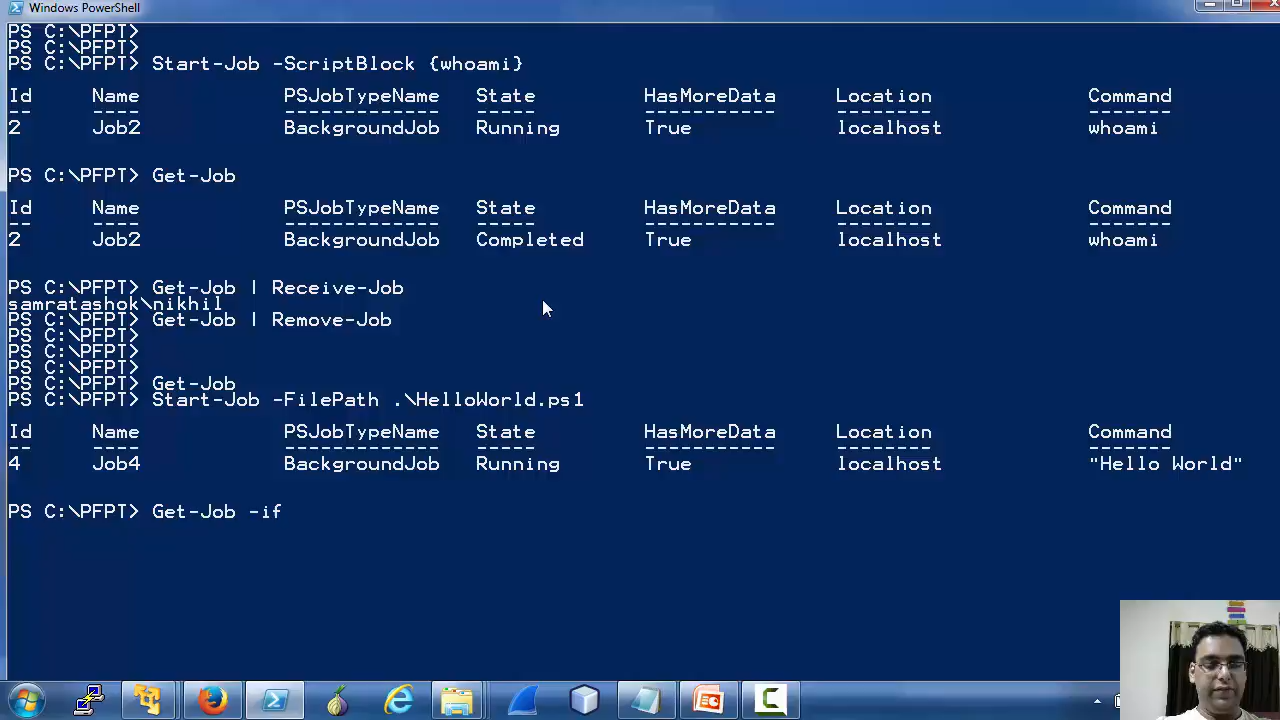 Windows PowerShell
PS C:\PFPT>
PS C:\PFPT>
PS C:\PFPT> Start-Job -ScriptBlock {whoami}
Id Name PSJobTypeName State HasMoreData Location Command
-- ---- ------------- ----- ----------- -------- -------
2 Job2 BackgroundJob Running True localhost whoami
PS C:\PFPT> Get-Job
Id Name PSJobTypeName State HasMoreData Location Command
-- ---- ------------- ----- ----------- -------- -------
2 Job2 BackgroundJob Completed True localhost whoami
PS C:\PFPT> Get-Job | Receive-Job
samratashok\nikhil
PS C:\PFPT> Get-Job | Remove-Job
PS C:\PFPT>
PS C:\PFPT>
PS C:\PFPT>
PS C:\PFPT> Get-Job
PS C:\PFPT> Start-Job -FilePath .\HelloWorld.ps1
Id Name PSJobTypeName State HasMoreData Location Command
-- ---- ------------- ----- ----------- -------- -------
4 Job4 BackgroundJob Running True localhost "Hello World"
PS C:\PFPT> Get-Job -if